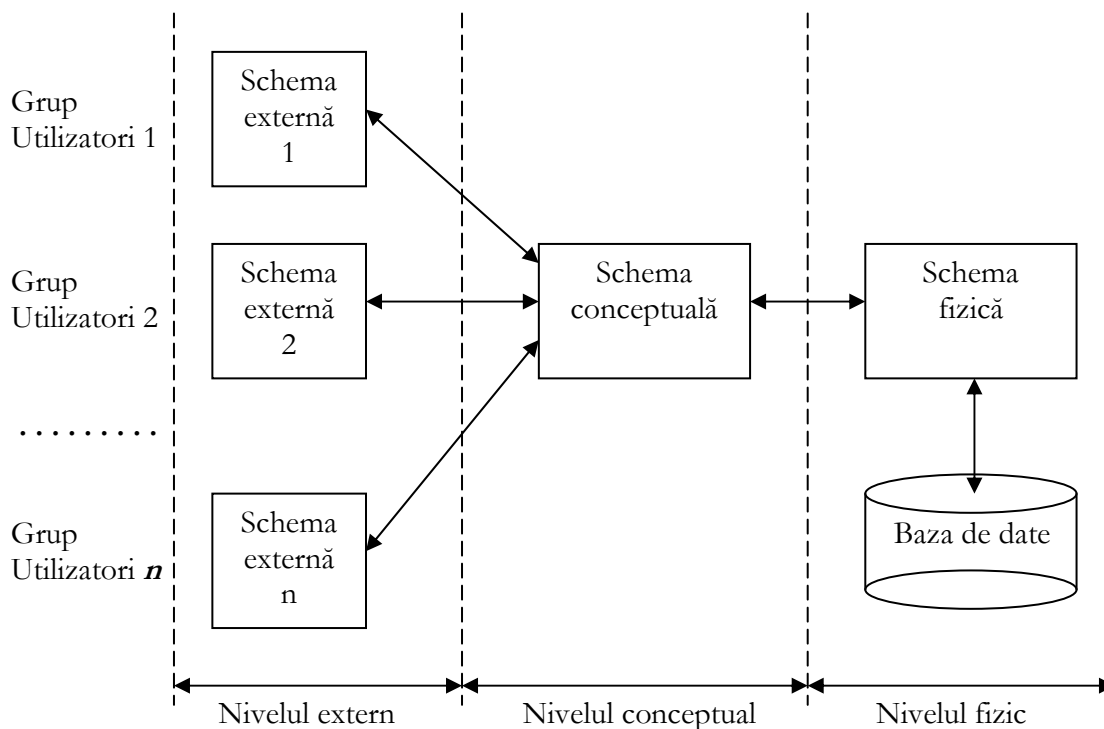 Grup
Utilizatori 1
Schema
externă
1
Grup
Utilizatori 2
Schema
externă
2
Schema
conceptuală
Schema
fizică
. . . . . . . . .
Grup
Utilizatori n
Schema
externă
n
Baza de date
Nivelul extern
Nivelul conceptual
Nivelul fizic